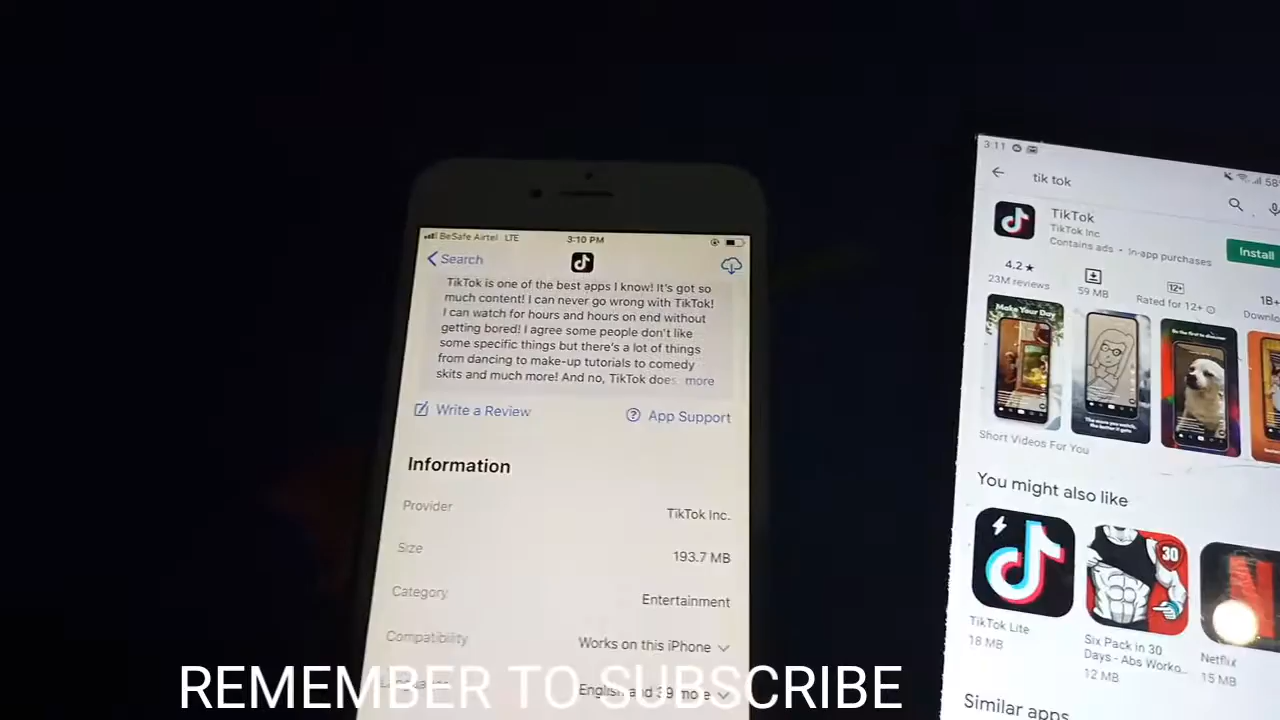 BeSafe Airtel LTE
3:10 PM
Search
TikTok is one of the best apps I know! It's got so
much content! I can never go wrong with TikTok!
I can watch for hours and hours on end without
getting bored! I agree some people don't like
some specific things but there's a lot of things
from dancing to make-up tutorials to comedy
skits and much more! And no, TikTok does more
Write a Review
App Support
Information
Provider
TikTok Inc.
Size
193.7 MB
Category
Entertainment
Compatibility
Works on this iPhone
English and 39 more
3:11
58
tik tok
TikTok
TikTok Inc
Contains ads • In-app purchases
Install
4.2★
23M reviews
59 MB
12+
Rated for 12+
1B+
Make Your Day
Short Videos For You
You might also like
30
TikTok Lite
18 MB
Six Pack in 30
Days - Abs Worko...
12 MB
Netflix
15 MB
Similar apps
REMEMBER TO SUBSCRIBE